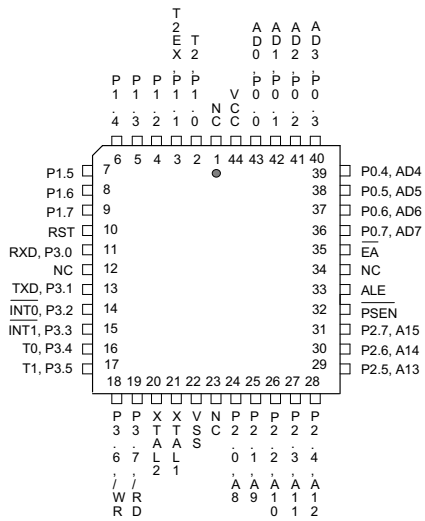 P1.4
P1.3
P1.2
T2EX,P1.1
T2,P1.0
NC
VCC
AD0,P0.0
AD1,P0.1
AD2,P0.2
AD3,P0.3
6 5 4 3 2 1 44 43 42 41 40
P1.5 7
P1.6 8
P1.7 9
RST 10
RXD, P3.0 11
NC 12
TXD, P3.1 13
INT0, P3.2 14
INT1, P3.3 15
T0, P3.4 16
T1, P3.5 17
39 P0.4, AD4
38 P0.5, AD5
37 P0.6, AD6
36 P0.7, AD7
35 EA
34 NC
33 ALE
32 PSEN
31 P2.7, A15
30 P2.6, A14
29 P2.5, A13
18 19 20 21 22 23 24 25 26 27 28
P3.6,/WR
P3.7,/RD
XTAL2
XTAL1
VSS
NC
P2.0,A8
P2.1,A9
P2.2,A10
P2.3,A11
P2.4,A12